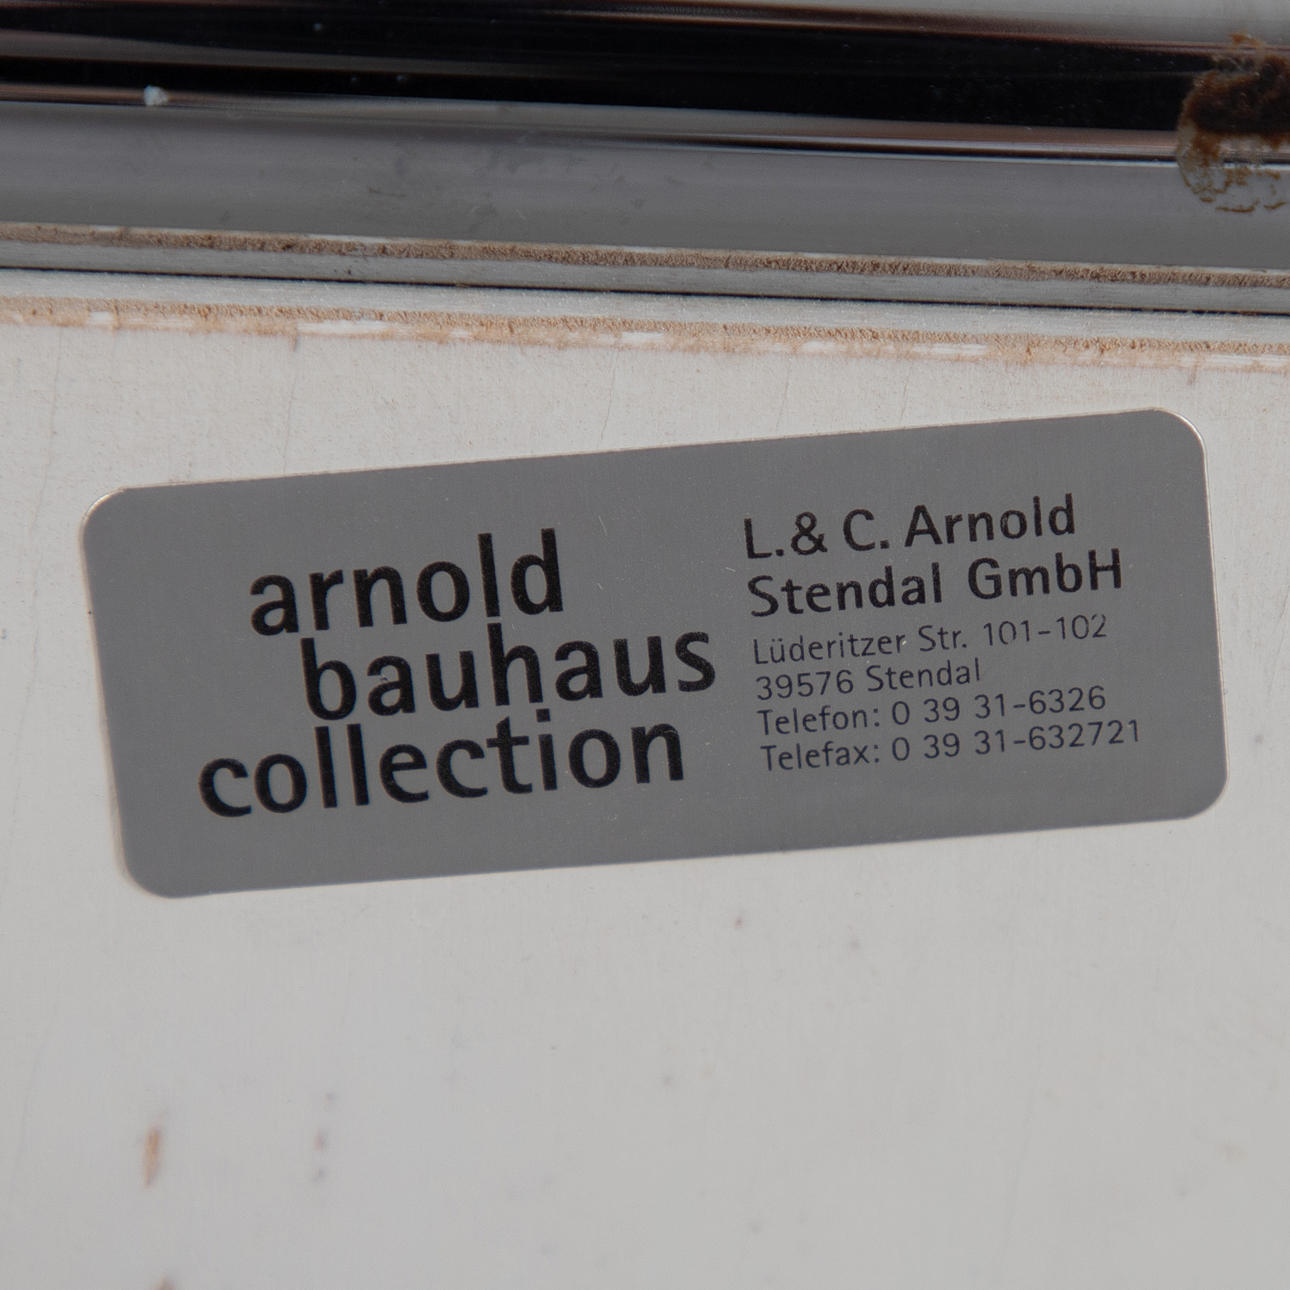 arnold
bauhaus
collection
L.& C. Arnold
Stendal GmbH
Lüderitzer Str. 101-102
39576 Stendal
Telefon: 0 39 31-6326
Telefax: 0 39 31-632721